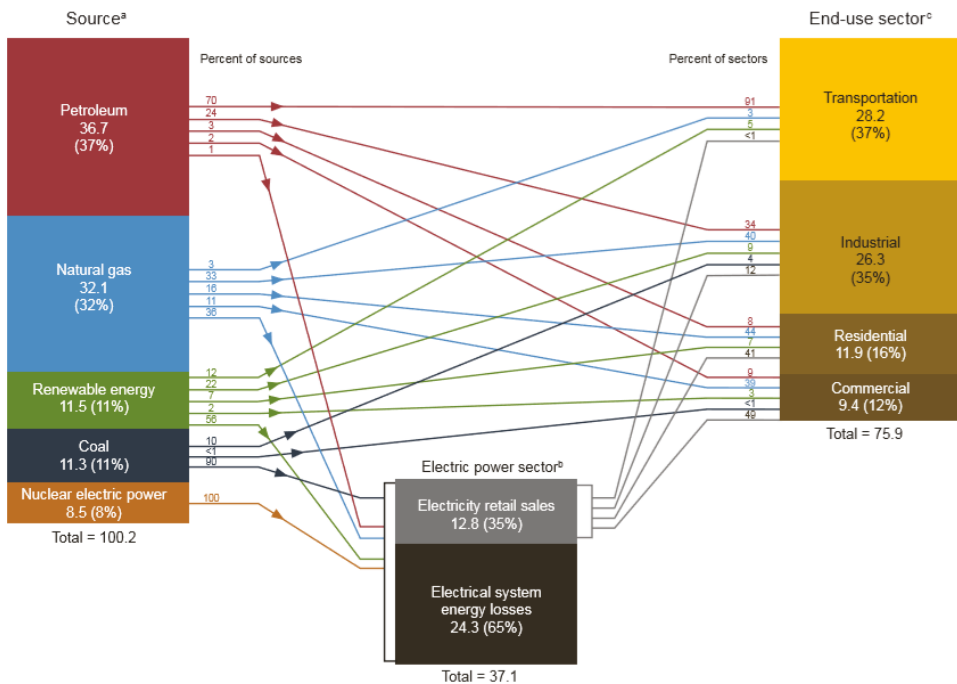 Sourceᵃ
End-use sectorᶜ
Percent of sources
Percent of sectors
Petroleum
36.7
(37%)
70
24
3
2
1
Natural gas
32.1
(32%)
3
33
16
11
36
Renewable energy
11.5 (11%)
12
22
7
2
56
Coal
11.3 (11%)
10
<1
90
Nuclear electric power
8.5 (8%)
100
Total = 100.2
91
3
5
<1
Transportation
28.2
(37%)
34
40
9
4
12
Industrial
26.3
(35%)
8
44
7
41
Residential
11.9 (16%)
9
39
3
<1
49
Commercial
9.4 (12%)
Total = 75.9
Electric power sectorᵇ
Electricity retail sales
12.8 (35%)
Electrical system
energy losses
24.3 (65%)
Total = 37.1